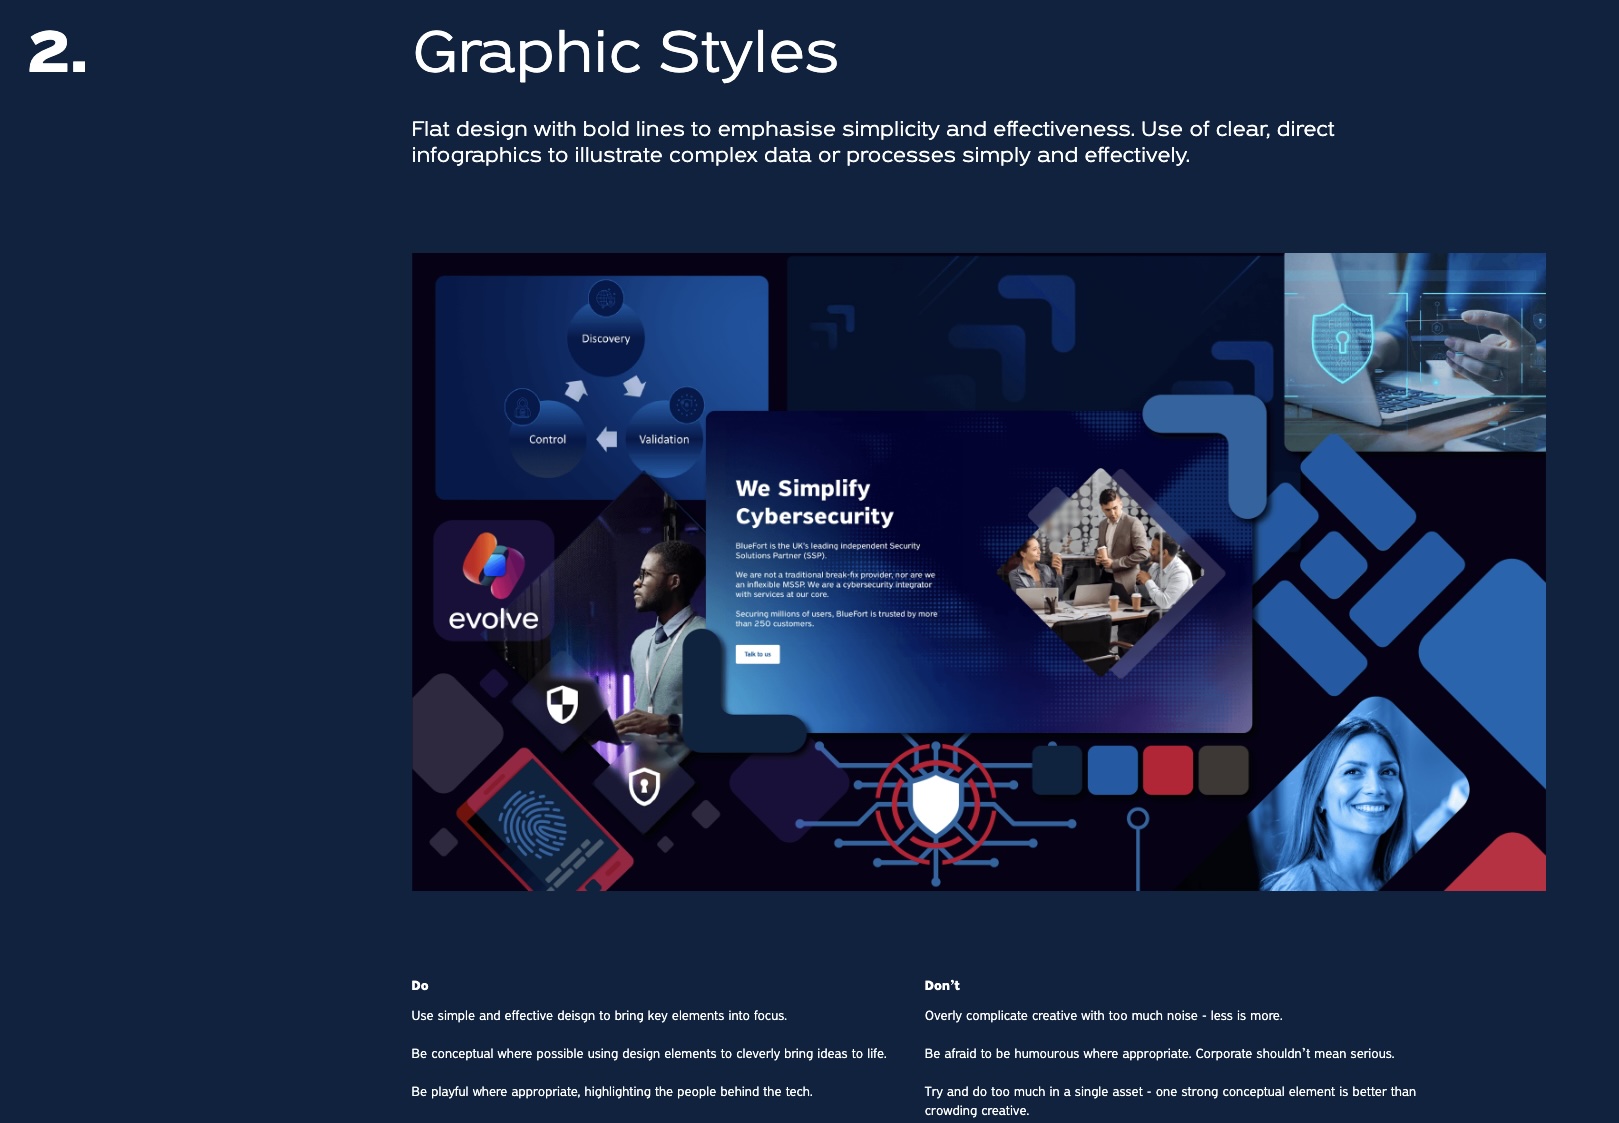 2.
Graphic Styles
Flat design with bold lines to emphasise simplicity and effectiveness. Use of clear, direct
infographics to illustrate complex data or processes simply and effectively.
Discovery
Control
Validation
evolve
We Simplify
Cybersecurity
BlueFort is the UK's leading independent Security
Solutions Partner (SSP).
We are not a traditional break-fix provider, nor are we
an inflexible MSSP. We are a cybersecurity integrator
with services at our core.
Securing millions of users, BlueFort is trusted by more
than 250 customers.
Talk to us
Do
Use simple and effective deisgn to bring key elements into focus.
Be conceptual where possible using design elements to cleverly bring ideas to life.
Be playful where appropriate, highlighting the people behind the tech.
Don't
Overly complicate creative with too much noise - less is more.
Be afraid to be humourous where appropriate. Corporate shouldn't mean serious.
Try and do too much in a single asset - one strong conceptual element is better than
crowding creative.